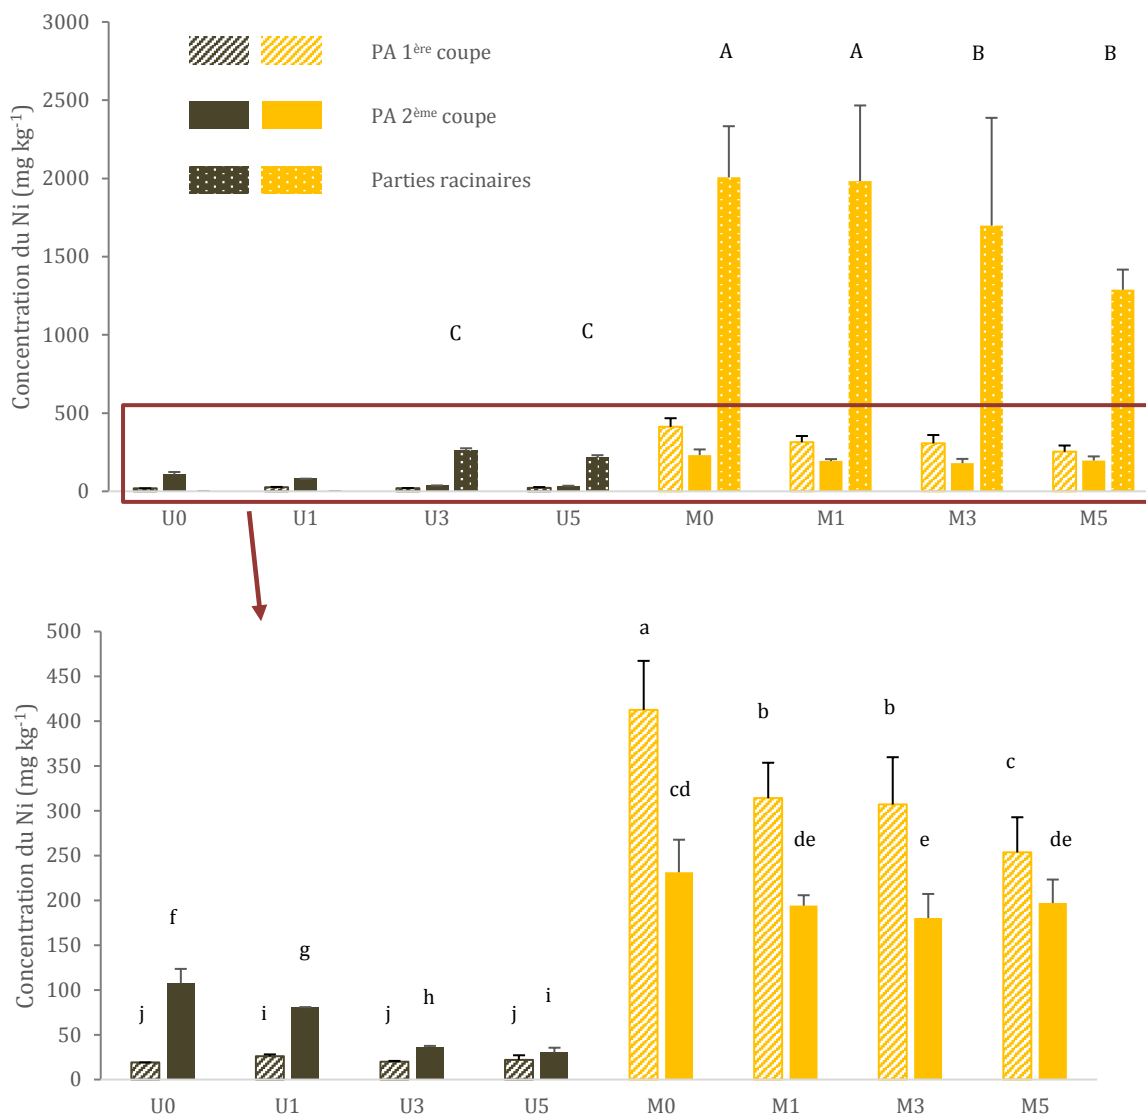 3000
2500
2000
1500
1000
500
0
Concentration du Ni (mg kg⁻¹)
PA 1ère coupe
PA 2ème coupe
Parties racinaires
A A B B
C C
U0 U1 U3 U5 M0 M1 M3 M5
500
450
400
350
300
250
200
150
100
50
0
Concentration du Ni (mg kg⁻¹)
a
b b
c
cd
de e de
f
g
j i j h j i
U0 U1 U3 U5 M0 M1 M3 M5